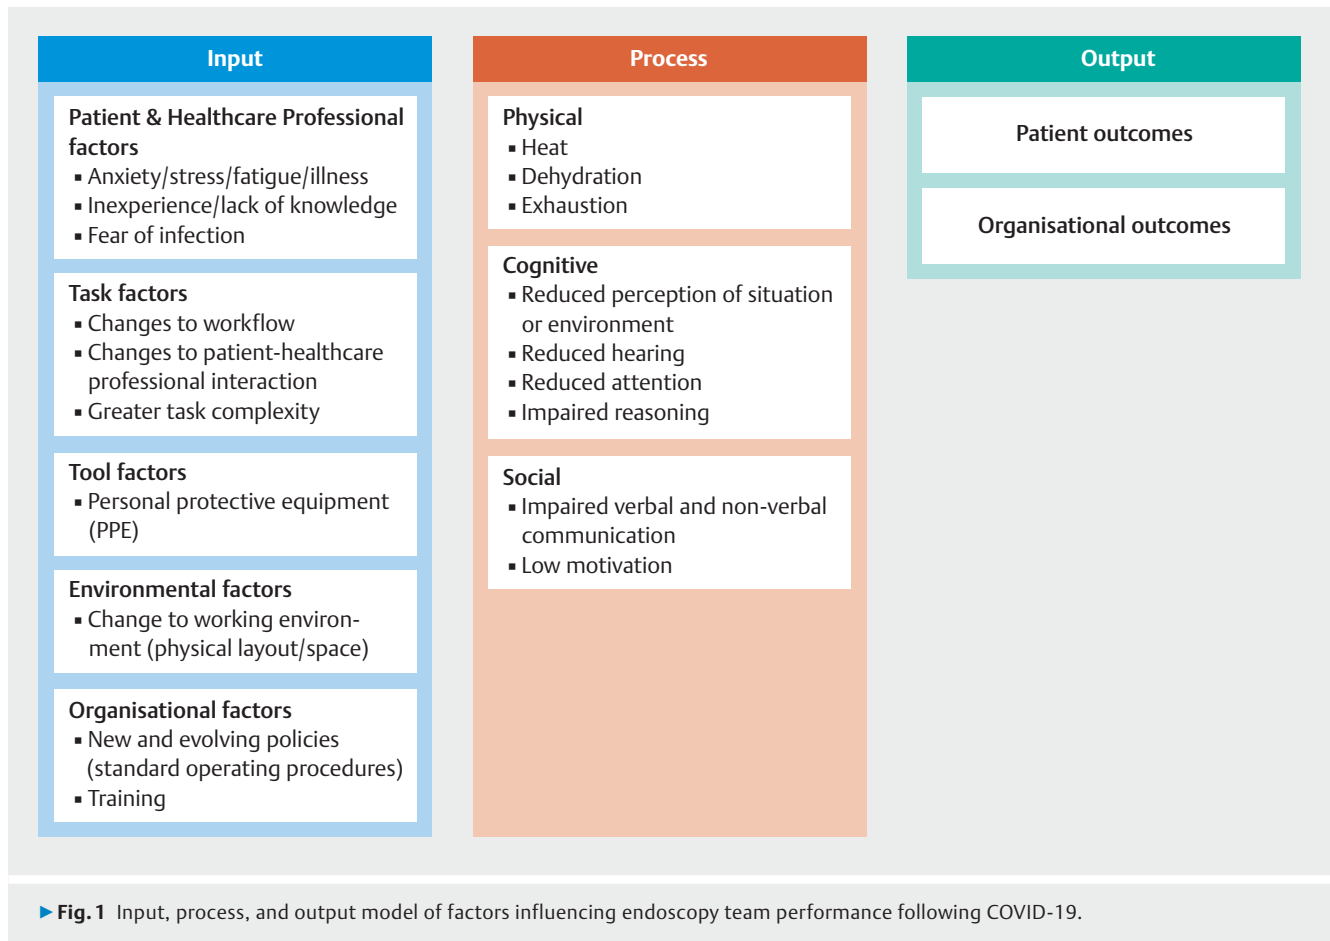 Input
Patient & Healthcare Professional
factors
▪ Anxiety/stress/fatigue/illness
▪ Inexperience/lack of knowledge
▪ Fear of infection
Task factors
▪ Changes to workflow
▪ Changes to patient-healthcare
professional interaction
▪ Greater task complexity
Tool factors
▪ Personal protective equipment
(PPE)
Environmental factors
▪ Change to working environ-
ment (physical layout/space)
Organisational factors
▪ New and evolving policies
(standard operating procedures)
▪ Training
Process
Physical
▪ Heat
▪ Dehydration
▪ Exhaustion
Cognitive
▪ Reduced perception of situation
or environment
▪ Reduced hearing
▪ Reduced attention
▪ Impaired reasoning
Social
▪ Impaired verbal and non-verbal
communication
▪ Low motivation
Output
Patient outcomes
Organisational outcomes
▶ Fig. 1 Input, process, and output model of factors influencing endoscopy team performance following COVID-19.